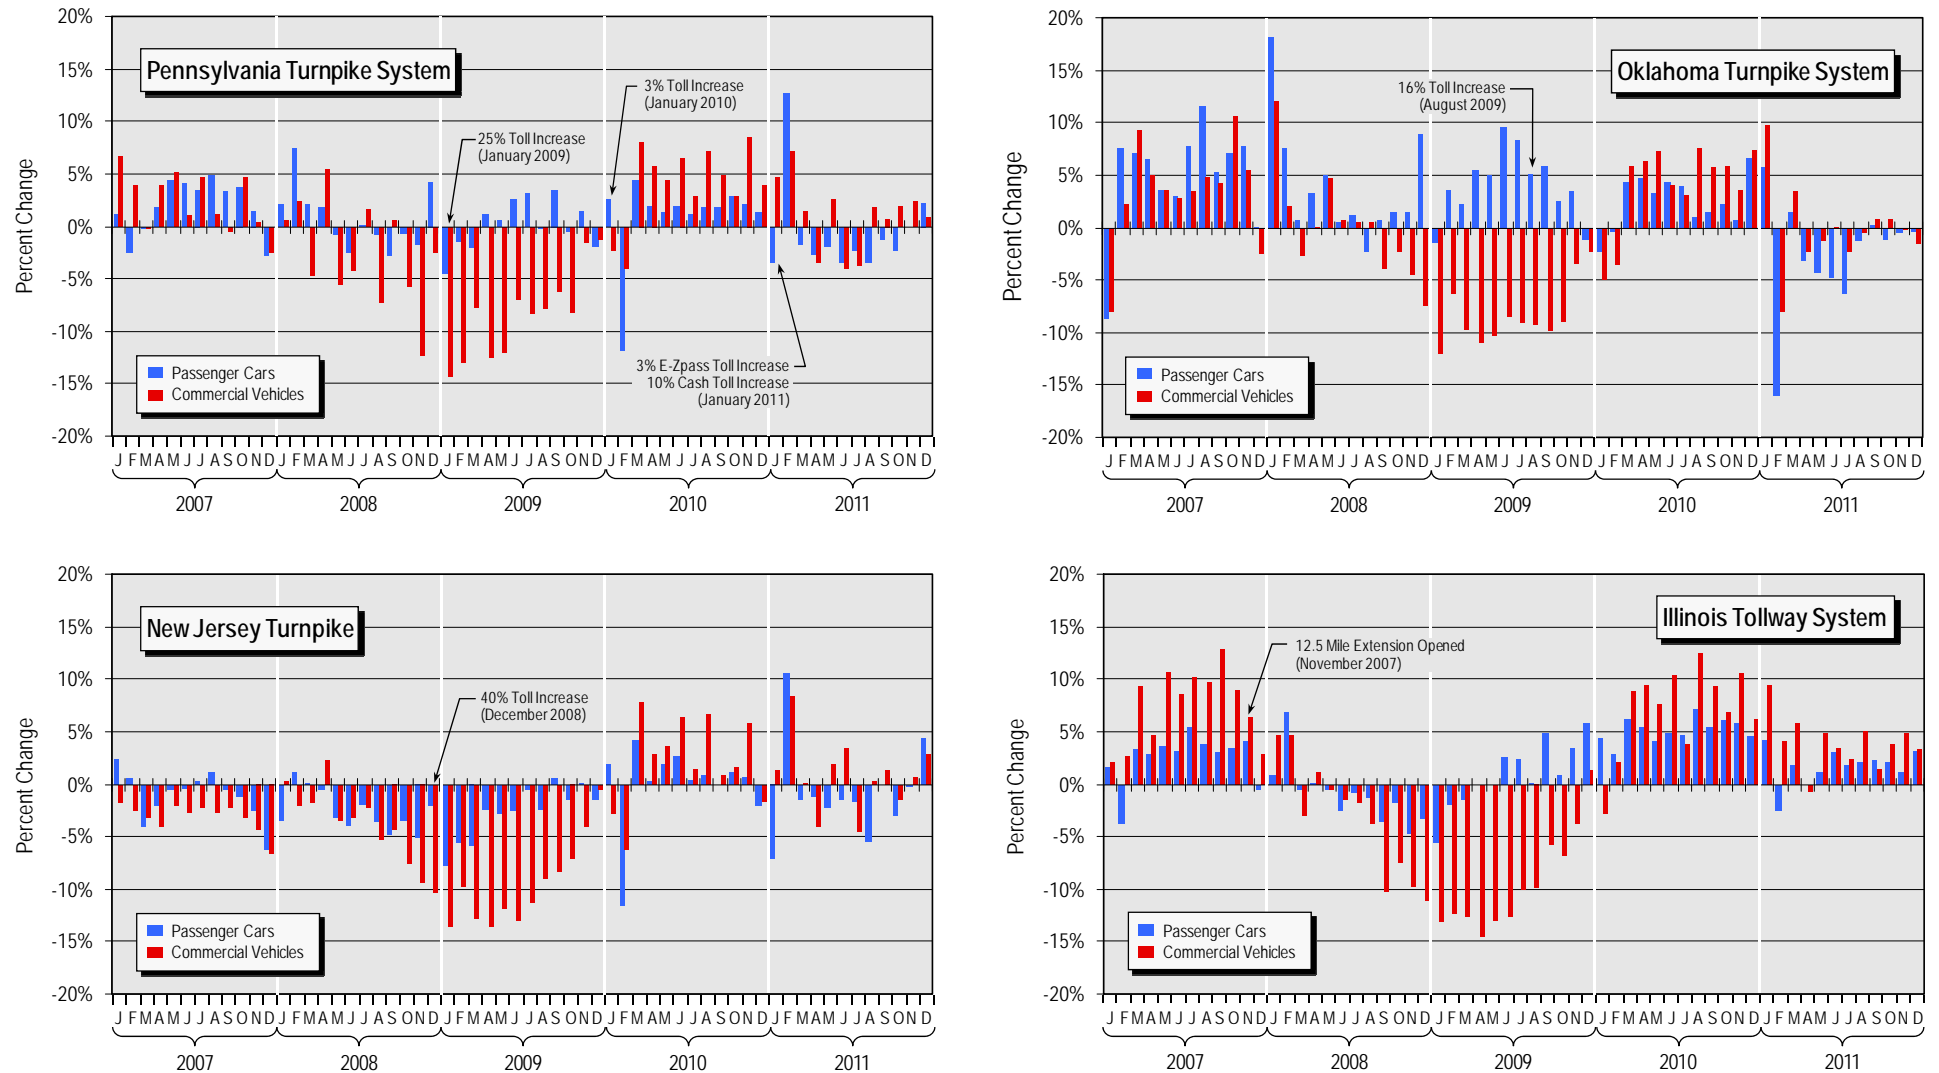 20%
15%
10%
5%
0%
-5%
-10%
-15%
-20%
Percent Change
Pennsylvania Turnpike System
25% Toll Increase
(January 2009)
3% Toll Increase
(January 2010)
3% E-Zpass Toll Increase
10% Cash Toll Increase
(January 2011)
Passenger Cars
Commercial Vehicles
J F M A M J J A S O N D J F M A M J J A S O N D J F M A M J J A S O N D J F M A M J J A S O N D J F M A M J J A S O N D
2007 2008 2009 2010 2011
20%
15%
10%
5%
0%
-5%
-10%
-15%
-20%
Percent Change
Oklahoma Turnpike System
16% Toll Increase
(August 2009)
Passenger Cars
Commercial Vehicles
J F M A M J J A S O N D J F M A M J J A S O N D J F M A M J J A S O N D J F M A M J J A S O N D J F M A M J J A S O N D
2007 2008 2009 2010 2011
20%
15%
10%
5%
0%
-5%
-10%
-15%
-20%
Percent Change
New Jersey Turnpike
40% Toll Increase
(December 2008)
Passenger Cars
Commercial Vehicles
J F M A M J J A S O N D J F M A M J J A S O N D J F M A M J J A S O N D J F M A M J J A S O N D J F M A M J J A S O N D
2007 2008 2009 2010 2011
20%
15%
10%
5%
0%
-5%
-10%
-15%
-20%
Percent Change
Illinois Tollway System
12.5 Mile Extension Opened
(November 2007)
Passenger Cars
Commercial Vehicles
J F M A M J J A S O N D J F M A M J J A S O N D J F M A M J J A S O N D J F M A M J J A S O N D J F M A M J J A S O N D
2007 2008 2009 2010 2011